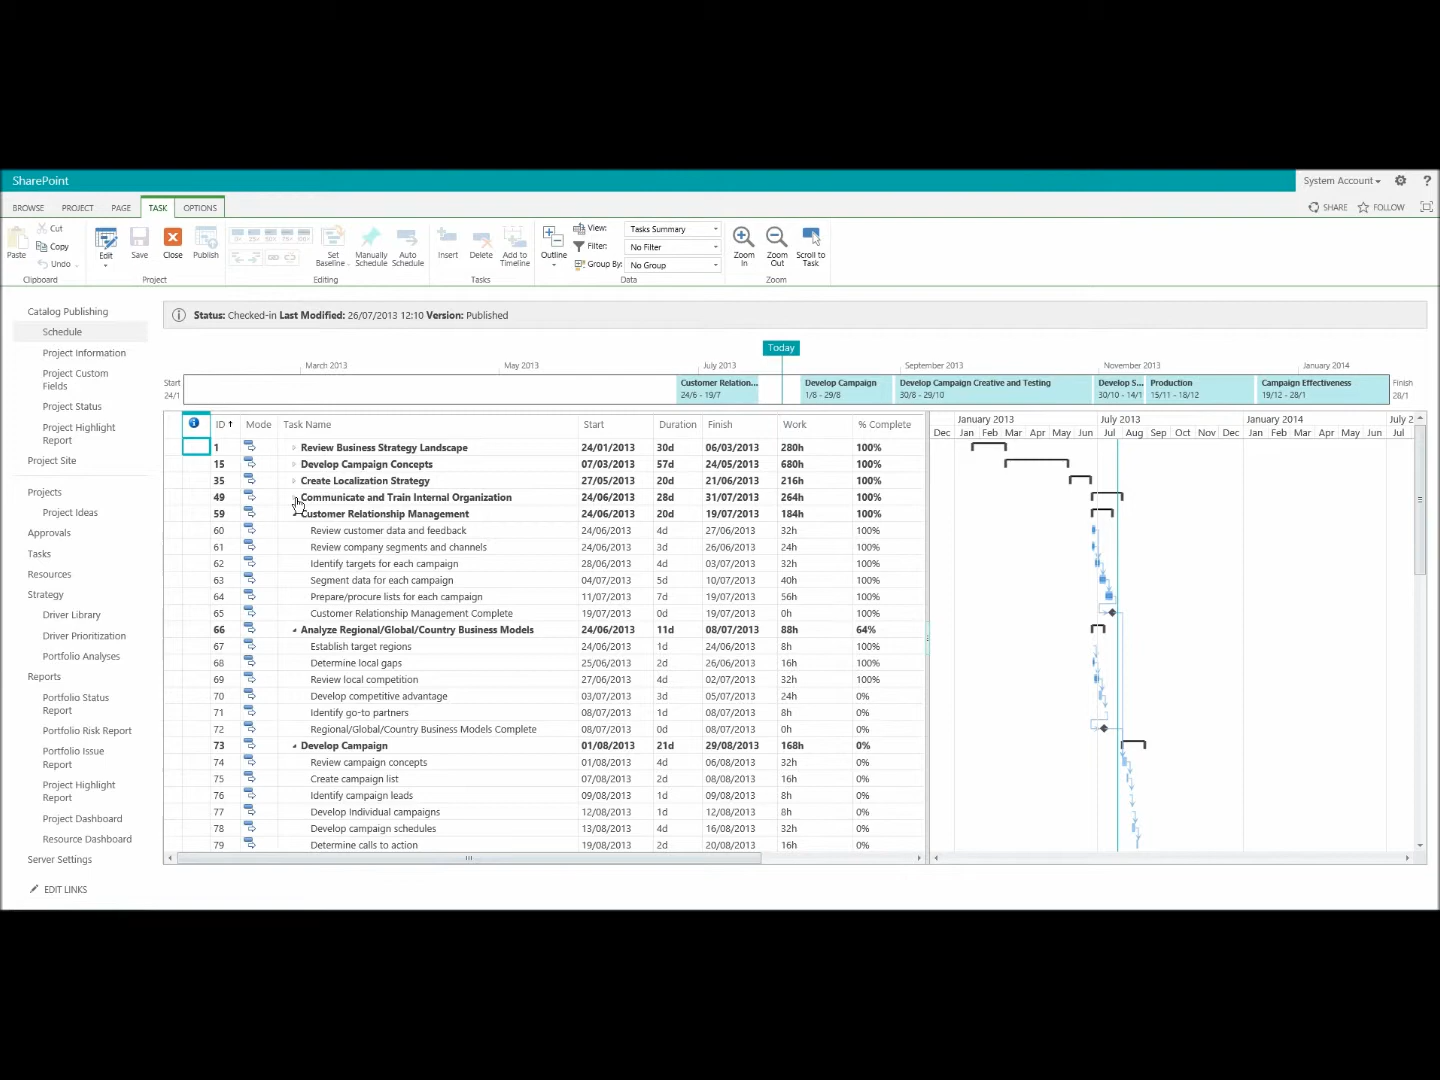 SharePoint
System Account
?
BROWSE PROJECT PAGE TASK OPTIONS
SHARE FOLLOW
Paste
Cut
Copy
Undo
Clipboard
Edit Save Close Publish
Project
Set Baseline
Manually Schedule
Auto Schedule
Editing
Insert Delete Add to Timeline
Tasks
Outline
View: Tasks Summary
Filter: No Filter
Group By: No Group
Data
Zoom In
Zoom Out
Scroll to Task
Zoom
Catalog Publishing
Schedule
Project Information
Project Custom Fields
Project Status
Project Highlight Report
Project Site
Projects
Project Ideas
Approvals
Tasks
Resources
Strategy
Driver Library
Driver Prioritization
Portfolio Analyses
Reports
Portfolio Status Report
Portfolio Risk Report
Portfolio Issue Report
Project Highlight Report
Project Dashboard
Resource Dashboard
Server Settings
EDIT LINKS
Status: Checked-in Last Modified: 26/07/2013 12:10 Version: Published
Today
March 2013 May 2013 July 2013 September 2013 November 2013 January 2014
Start 24/1
Customer Relation... 24/6 - 19/7
Develop Campaign 1/8 - 29/8
Develop Campaign Creative and Testing 30/8 - 29/10
Develop S... 30/10 - 14/1
Production 15/11 - 18/12
Campaign Effectiveness 19/12 - 28/1
Finish 28/1
ID Mode Task Name Start Duration Finish Work % Complete
1 Review Business Strategy Landscape 24/01/2013 30d 06/03/2013 280h 100%
15 Develop Campaign Concepts 07/03/2013 57d 24/05/2013 680h 100%
35 Create Localization Strategy 27/05/2013 20d 21/06/2013 216h 100%
49 Communicate and Train Internal Organization 24/06/2013 28d 31/07/2013 264h 100%
59 Customer Relationship Management 24/06/2013 20d 19/07/2013 184h 100%
60 Review customer data and feedback 24/06/2013 4d 27/06/2013 32h 100%
61 Review company segments and channels 24/06/2013 3d 26/06/2013 24h 100%
62 Identify targets for each campaign 28/06/2013 4d 03/07/2013 32h 100%
63 Segment data for each campaign 04/07/2013 5d 10/07/2013 40h 100%
64 Prepare/procure lists for each campaign 11/07/2013 7d 19/07/2013 56h 100%
65 Customer Relationship Management Complete 19/07/2013 0d 19/07/2013 0h 100%
66 Analyze Regional/Global/Country Business Models 24/06/2013 11d 08/07/2013 88h 64%
67 Establish target regions 24/06/2013 1d 24/06/2013 8h 100%
68 Determine local gaps 25/06/2013 2d 26/06/2013 16h 100%
69 Review local competition 27/06/2013 4d 02/07/2013 32h 100%
70 Develop competitive advantage 03/07/2013 3d 05/07/2013 24h 0%
71 Identify go-to partners 08/07/2013 1d 08/07/2013 8h 0%
72 Regional/Global/Country Business Models Complete 08/07/2013 0d 08/07/2013 0h 0%
73 Develop Campaign 01/08/2013 21d 29/08/2013 168h 0%
74 Review campaign concepts 01/08/2013 4d 06/08/2013 32h 0%
75 Create campaign list 07/08/2013 2d 08/08/2013 16h 0%
76 Identify campaign leads 09/08/2013 1d 09/08/2013 8h 0%
77 Develop Individual campaigns 12/08/2013 1d 12/08/2013 8h 0%
78 Develop campaign schedules 13/08/2013 4d 16/08/2013 32h 0%
79 Determine calls to action 19/08/2013 2d 20/08/2013 16h 0%
January 2013 July 2013 January 2014 July 2
Dec Jan Feb Mar Apr May Jun Jul Aug Sep Oct Nov Dec Jan Feb Mar Apr May Jun Jul